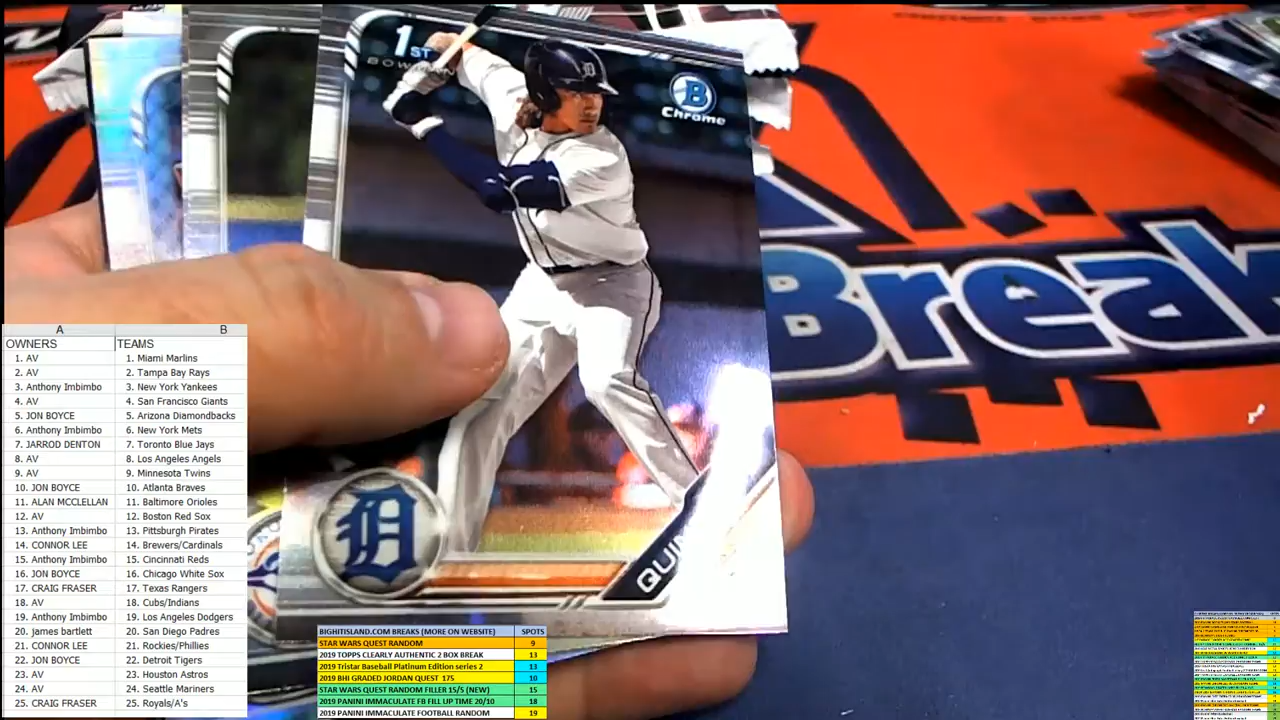 1ST
BOWMAN
B
Chrome
D
QUIN
Break
A B
OWNERS TEAMS
1. AV 1. Miami Marlins
2. AV 2. Tampa Bay Rays
3. Anthony Imbimbo 3. New York Yankees
4. AV 4. San Francisco Giants
5. JON BOYCE 5. Arizona Diamondbacks
6. Anthony Imbimbo 6. New York Mets
7. JARROD DENTON 7. Toronto Blue Jays
8. AV 8. Los Angeles Angels
9. AV 9. Minnesota Twins
10. JON BOYCE 10. Atlanta Braves
11. ALAN MCCLELLAN 11. Baltimore Orioles
12. AV 12. Boston Red Sox
13. Anthony Imbimbo 13. Pittsburgh Pirates
14. CONNOR LEE 14. Brewers/Cardinals
15. Anthony Imbimbo 15. Cincinnati Reds
16. JON BOYCE 16. Chicago White Sox
17. CRAIG FRASER 17. Texas Rangers
18. AV 18. Cubs/Indians
19. Anthony Imbimbo 19. Los Angeles Dodgers
20. james bartlett 20. San Diego Padres
21. CONNOR LEE 21. Rockies/Phillies
22. JON BOYCE 22. Detroit Tigers
23. AV 23. Houston Astros
24. AV 24. Seattle Mariners
25. CRAIG FRASER 25. Royals/A's
BIGHITISLAND.COM BREAKS (MORE ON WEBSITE) SPOTS
STAR WARS QUEST RANDOM 9
2019 TOPPS CLEARLY AUTHENTIC 2 BOX BREAK 13
2019 Tristar Baseball Platinum Edition series 2 13
2019 BHI GRADED JORDAN QUEST 175 10
STAR WARS QUEST RANDOM FILLER 15/5 (NEW) 15
2019 PANINI IMMACULATE FB FILL UP TIME 20/10 18
2019 PANINI IMMACULATE FOOTBALL RANDOM 19